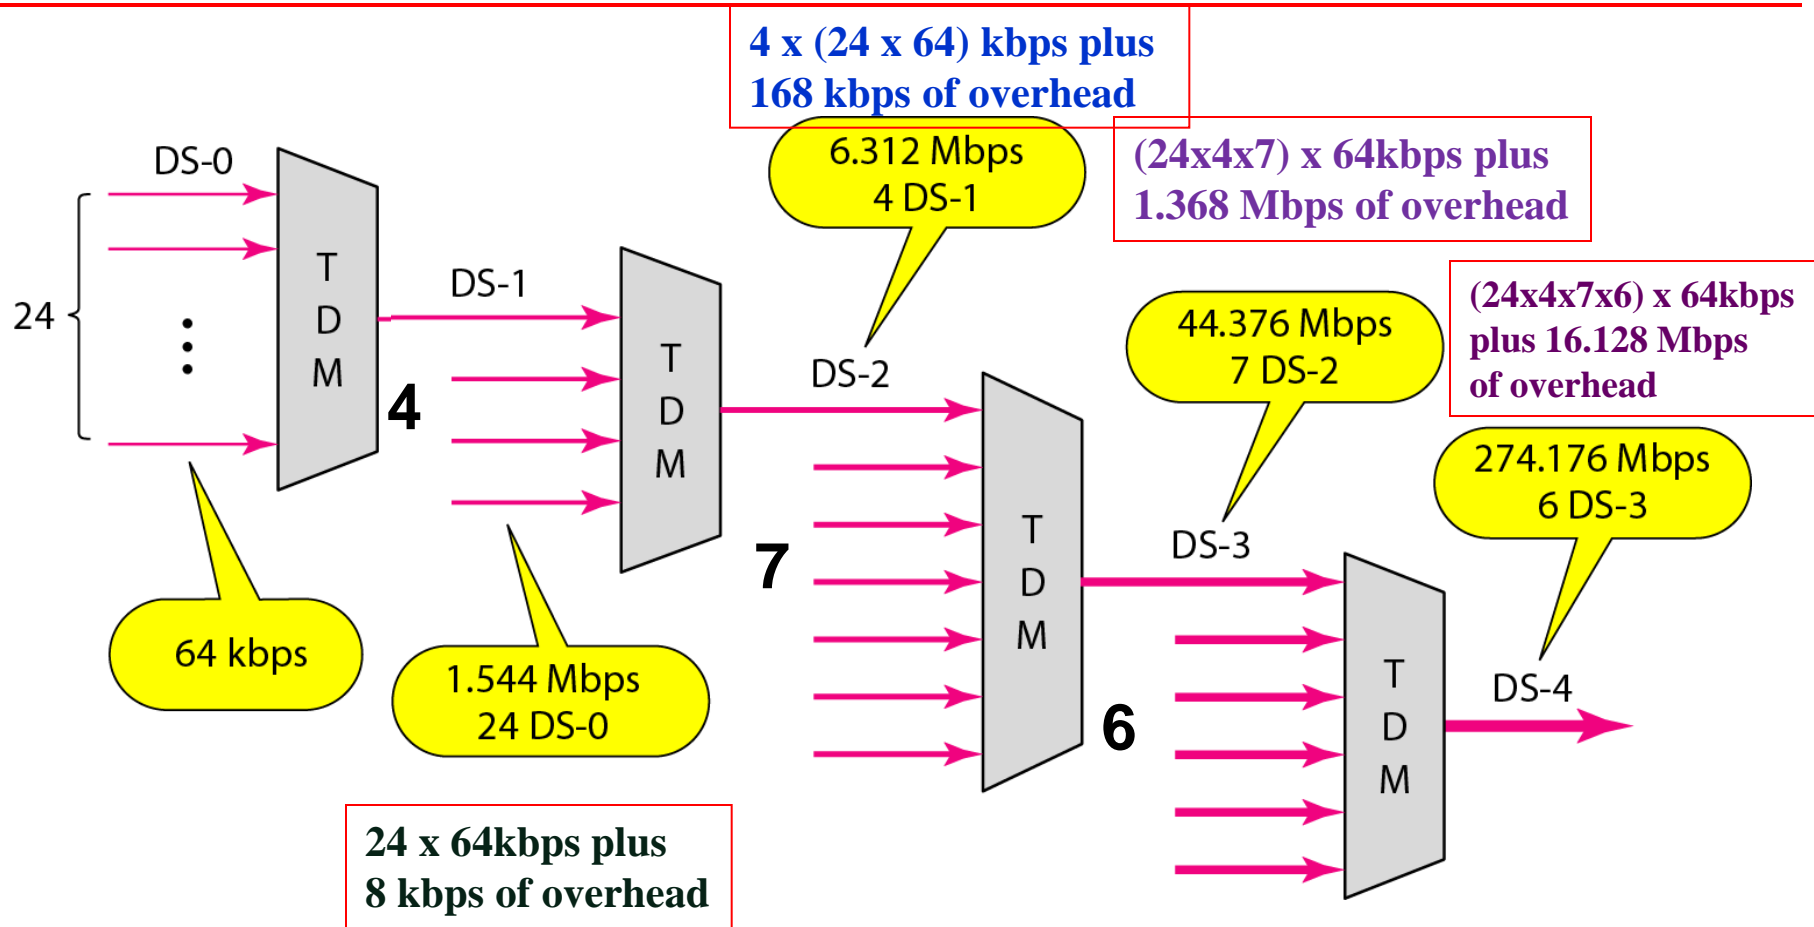 4 x (24 x 64) kbps plus
168 kbps of overhead
6.312 Mbps
4 DS-1
(24x4x7) x 64kbps plus
1.368 Mbps of overhead
DS-0
24
T
D
M
4
DS-1
T
D
M
DS-2
7
44.376 Mbps
7 DS-2
(24x4x7x6) x 64kbps
plus 16.128 Mbps
of overhead
274.176 Mbps
6 DS-3
T
D
M
DS-3
6
T
D
M
DS-4
64 kbps
1.544 Mbps
24 DS-0
24 x 64kbps plus
8 kbps of overhead